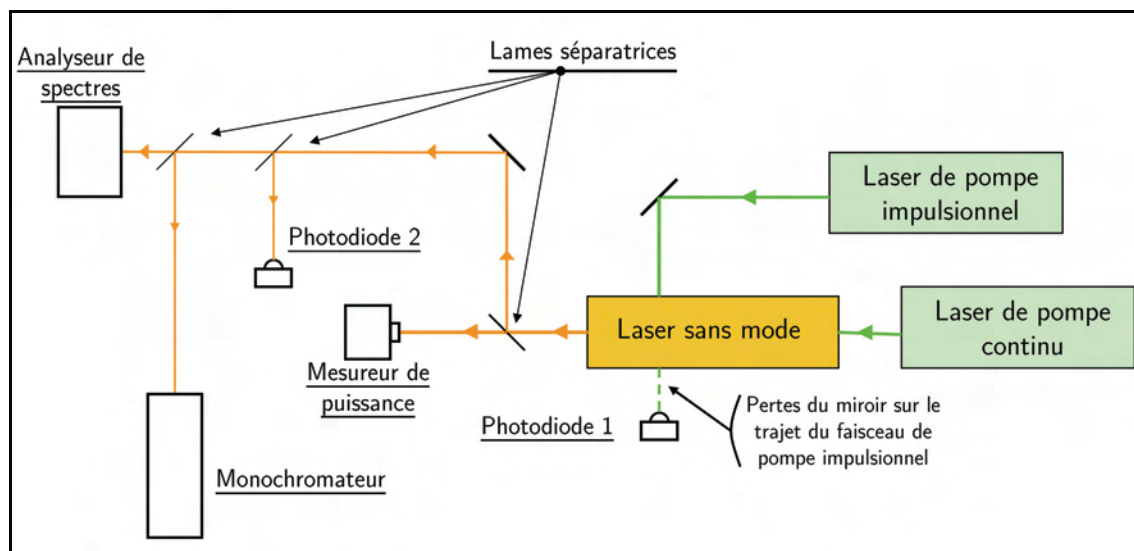 Analyseur de
spectres
Lames séparatrices
Laser de pompe
impulsionnel
Photodiode 2
Laser sans mode
Laser de pompe
continu
Mesureur de
puissance
Photodiode 1
Pertes du miroir sur le
trajet du faisceau de
pompe impulsionnel
Monochromateur